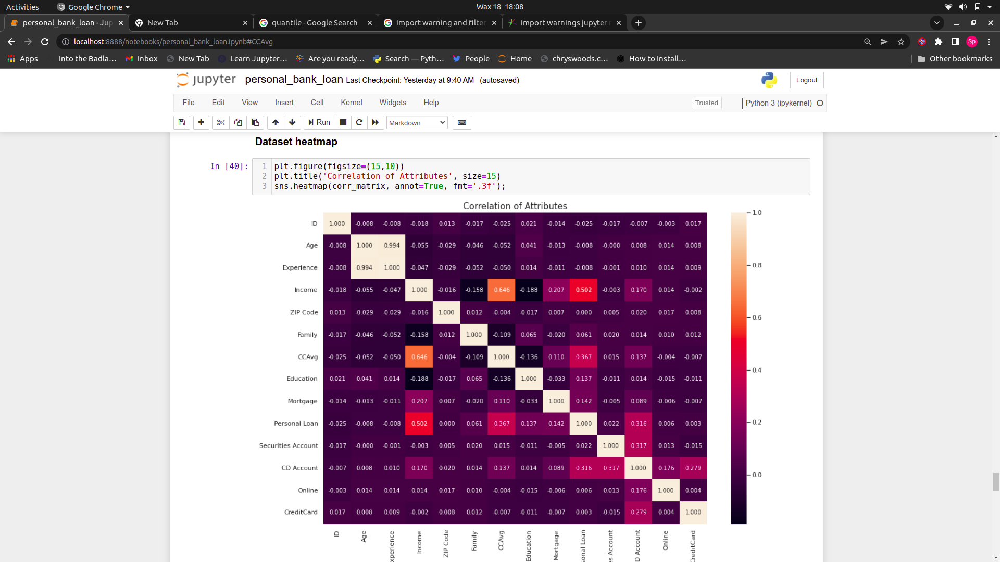 Activities Google Chrome Wax 18 18:08
personal_bank_loan - Jup New Tab quantile - Google Search import warning and filter import warnings jupyter
localhost:8888/notebooks/personal_bank_loan.ipynb#CCAvg Sp
Apps Into the Badla… Inbox New Tab Learn Jupyter… Are you ready… Search — Pyth… People Home chryswoods.c… How to Install… Other bookmarks
jupyter personal_bank_loan Last Checkpoint: Yesterday at 9:40 AM (autosaved) Logout
File Edit View Insert Cell Kernel Widgets Help Trusted Python 3 (ipykernel)
Run Markdown
Dataset heatmap
In [40]:
1 plt.figure(figsize=(15,10))
2 plt.title('Correlation of Attributes', size=15)
3 sns.heatmap(corr_matrix, annot=True, fmt='.3f');
Correlation of Attributes
ID 1.000 -0.008 -0.008 -0.018 0.013 -0.017 -0.025 0.021 -0.014 -0.025 -0.017 -0.007 -0.003 0.017
Age -0.008 1.000 0.994 -0.055 -0.029 -0.046 -0.052 0.041 -0.013 -0.008 -0.000 0.008 0.014 0.008
Experience -0.008 0.994 1.000 -0.047 -0.029 -0.052 -0.050 0.014 -0.011 -0.008 -0.001 0.010 0.014 0.009
Income -0.018 -0.055 -0.047 1.000 -0.016 -0.158 0.646 -0.188 0.207 0.502 -0.003 0.170 0.014 -0.002
ZIP Code 0.013 -0.029 -0.029 -0.016 1.000 0.012 -0.004 -0.017 0.007 0.000 0.005 0.020 0.017 0.008
Family -0.017 -0.046 -0.052 -0.158 0.012 1.000 -0.109 0.065 -0.020 0.061 0.020 0.014 0.010 0.012
CCAvg -0.025 -0.052 -0.050 0.646 -0.004 -0.109 1.000 -0.136 0.110 0.367 0.015 0.137 -0.004 -0.007
Education 0.021 0.041 0.014 -0.188 -0.017 0.065 -0.136 1.000 -0.033 0.137 -0.011 0.014 -0.015 -0.011
Mortgage -0.014 -0.013 -0.011 0.207 0.007 -0.020 0.110 -0.033 1.000 0.142 -0.005 0.089 -0.006 -0.007
Personal Loan -0.025 -0.008 -0.008 0.502 0.000 0.061 0.367 0.137 0.142 1.000 0.022 0.316 0.006 0.003
Securities Account -0.017 -0.000 -0.001 -0.003 0.005 0.020 0.015 -0.011 -0.005 0.022 1.000 0.317 0.013 -0.015
CD Account -0.007 0.008 0.010 0.170 0.020 0.014 0.137 0.014 0.089 0.316 0.317 1.000 0.176 0.279
Online -0.003 0.014 0.014 0.014 0.017 0.010 -0.004 -0.015 -0.006 0.006 0.013 0.176 1.000 0.004
CreditCard 0.017 0.008 0.009 -0.002 0.008 0.012 -0.007 -0.011 -0.007 0.003 -0.015 0.279 0.004 1.000
ID Age xperience Income ZIP Code Family CCAvg Education Mortgage sonal Loan es Account D Account Online CreditCard
1.0
0.8
0.6
0.4
0.2
0.0